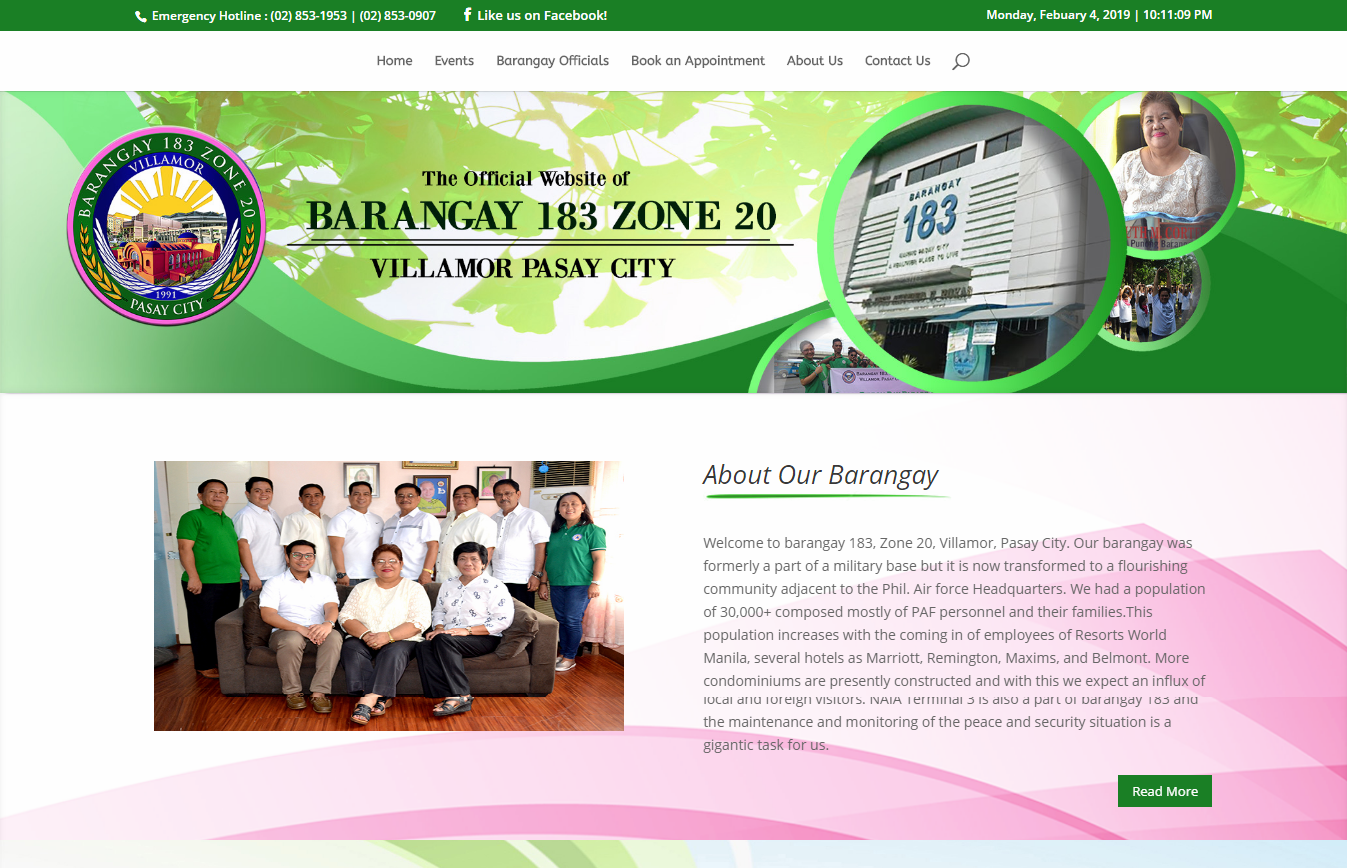 Emergency Hotline : (02) 853-1953 | (02) 853-0907
Like us on Facebook!
Monday, Febuary 4, 2019 | 10:11:09 PM
Home
Events
Barangay Officials
Book an Appointment
About Us
Contact Us
BARANGAY 183 ZONE 20
VILLAMOR
1991
PASAY CITY
The Official Website of
BARANGAY 183 ZONE 20
VILLAMOR PASAY CITY
BARANGAY
183
A HEALTHIER PLACE TO LIVE
BARANGAY 183
VILLAMOR PASAY
About Our Barangay
Welcome to barangay 183, Zone 20, Villamor, Pasay City. Our barangay was
formerly a part of a military base but it is now transformed to a flourishing
community adjacent to the Phil. Air force Headquarters. We had a population
of 30,000+ composed mostly of PAF personnel and their families.This
population increases with the coming in of employees of Resorts World
Manila, several hotels as Marriott, Remington, Maxims, and Belmont. More
condominiums are presently constructed and with this we expect an influx of
local and foreign visitors. NAIA Terminal 3 is also a part of barangay 183 and
the maintenance and monitoring of the peace and security situation is a
gigantic task for us.
Read More